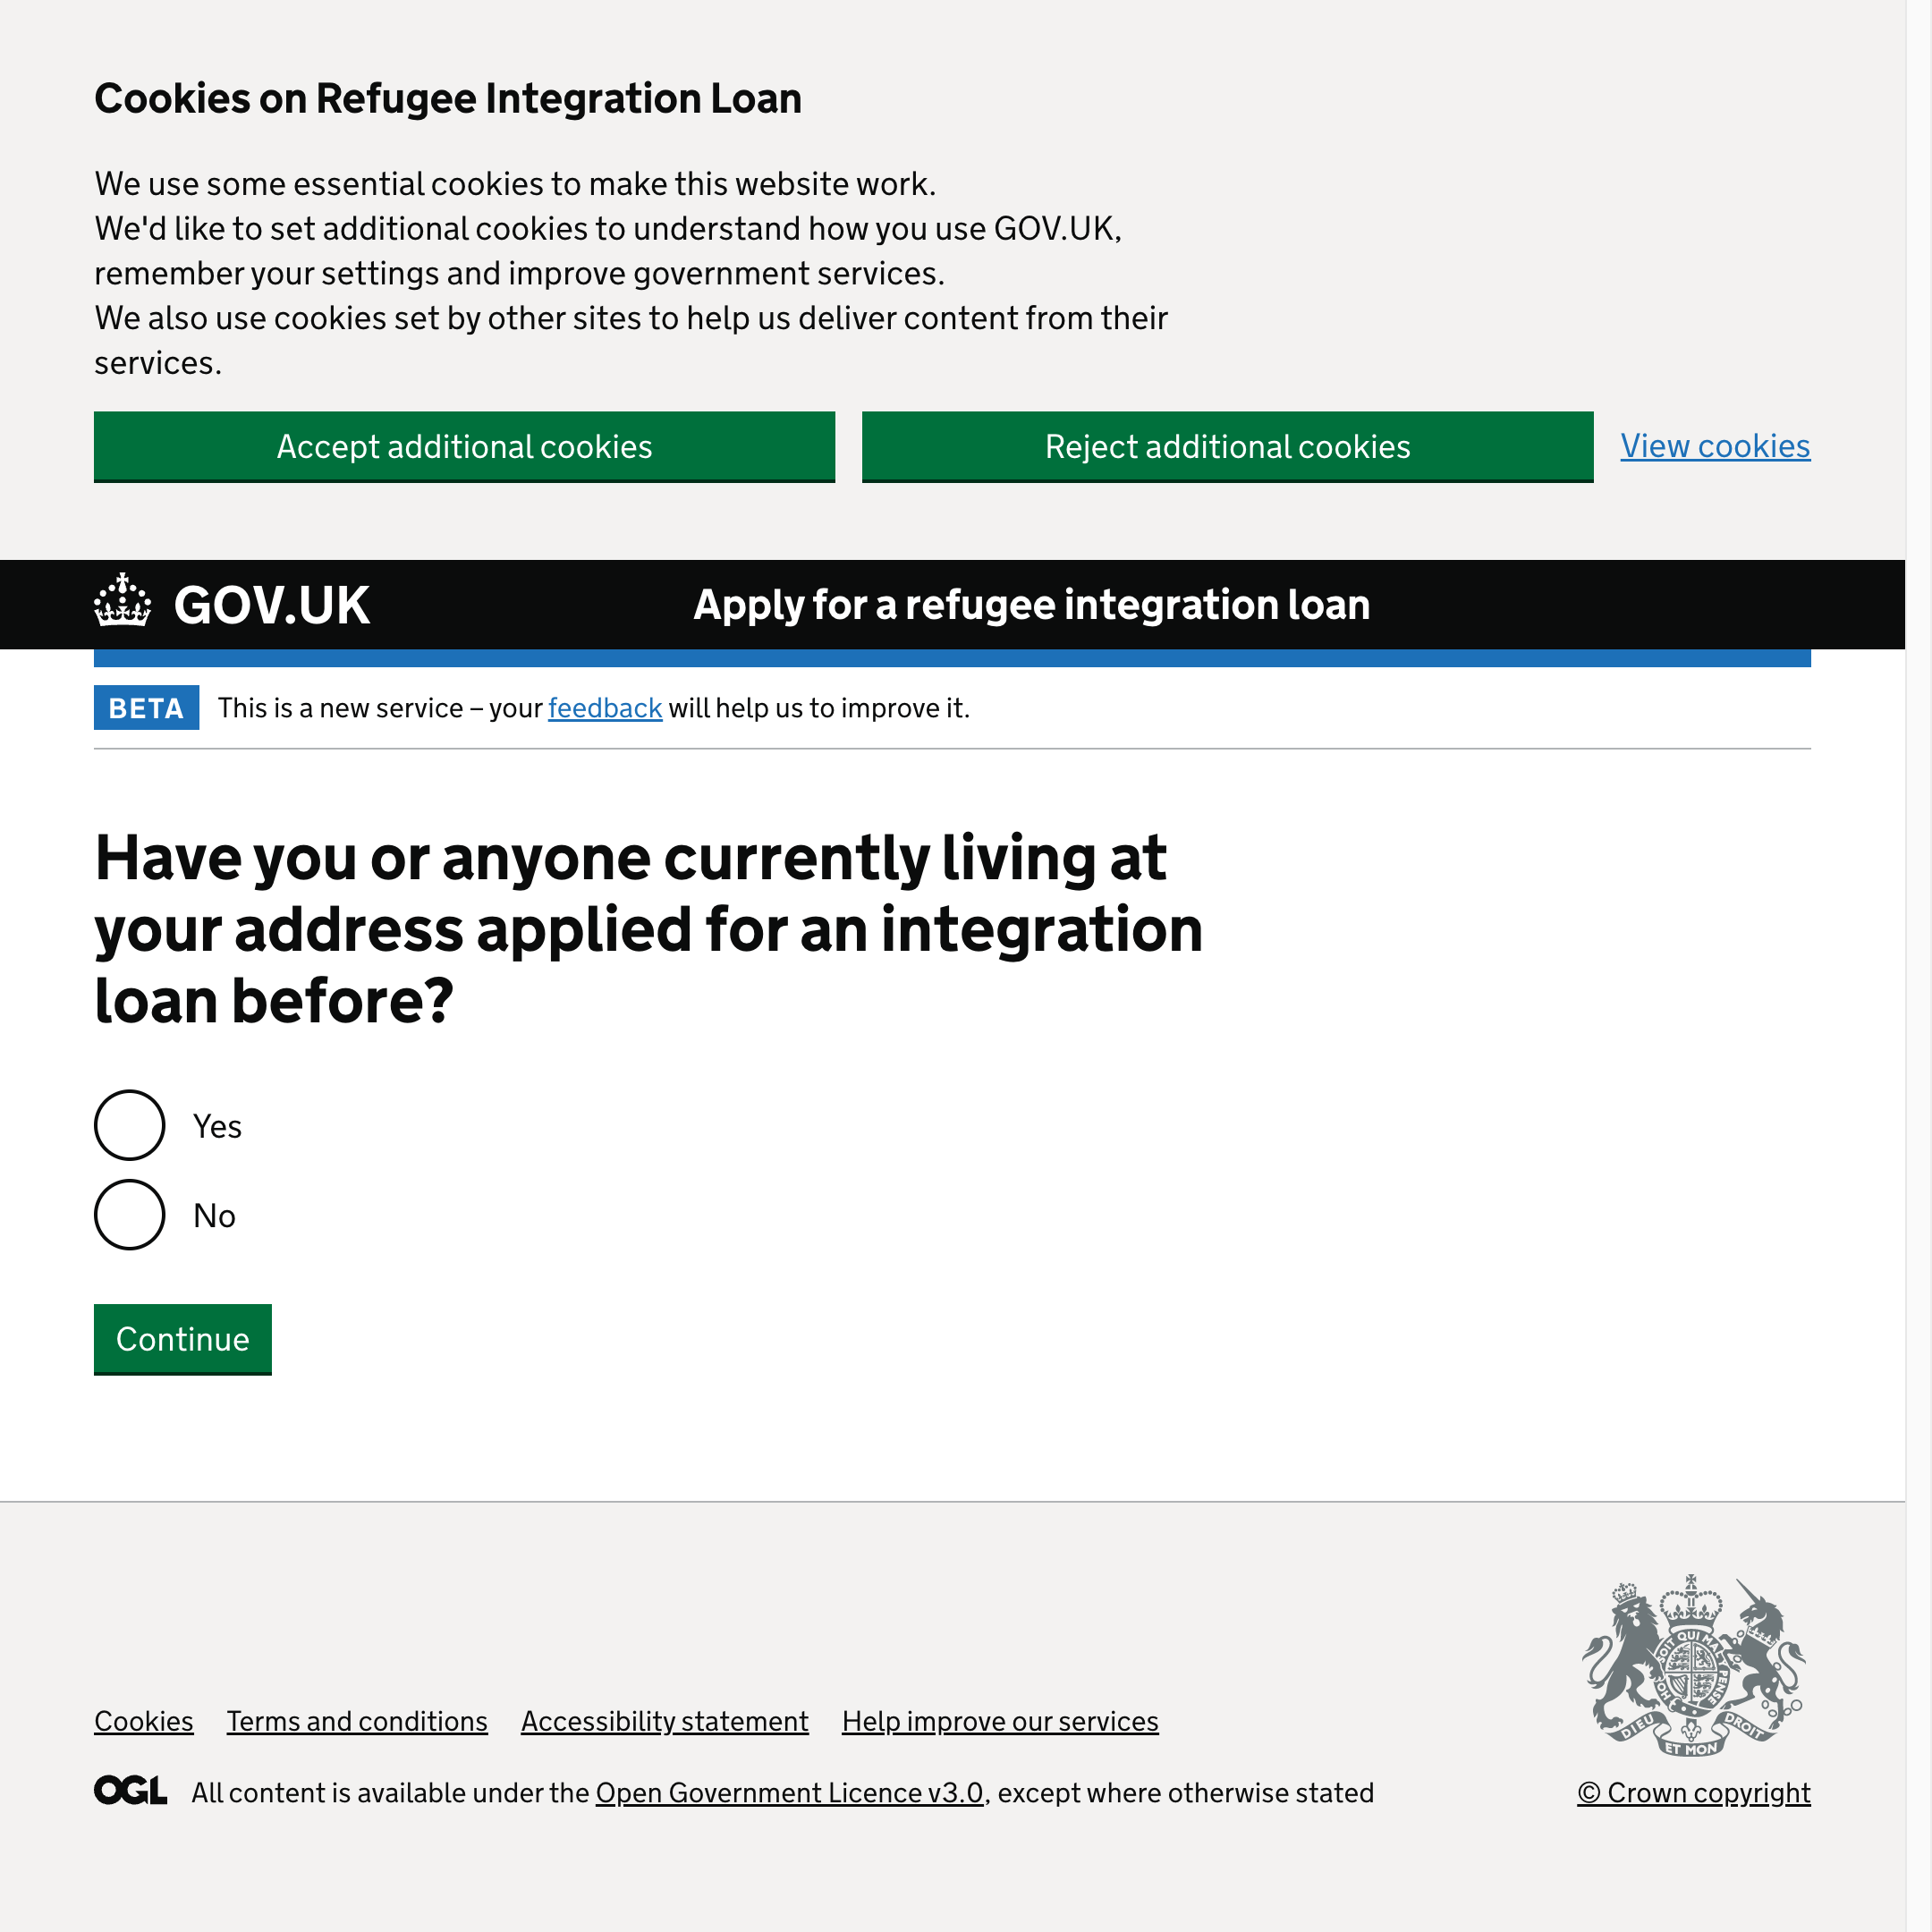 Cookies on Refugee Integration Loan
We use some essential cookies to make this website work.
We'd like to set additional cookies to understand how you use GOV.UK,
remember your settings and improve government services.
We also use cookies set by other sites to help us deliver content from their
services.
Accept additional cookies
Reject additional cookies
View cookies
GOV.UK
Apply for a refugee integration loan
BETA
This is a new service – your feedback will help us to improve it.
Have you or anyone currently living at
your address applied for an integration
loan before?
Yes
No
Continue
Cookies
Terms and conditions
Accessibility statement
Help improve our services
OGL
All content is available under the Open Government Licence v3.0, except where otherwise stated
DIEU ET MON DROIT
© Crown copyright